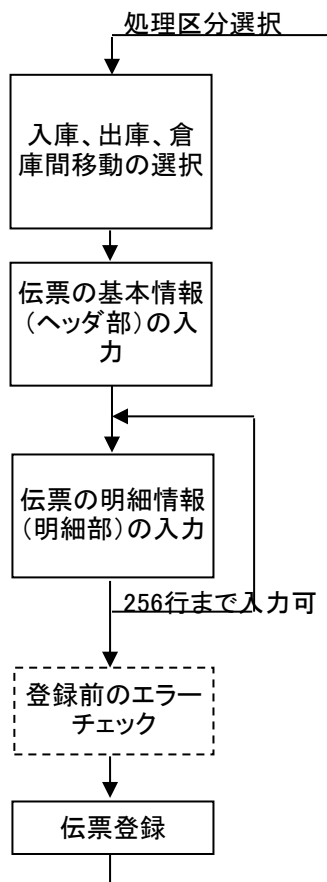 処理区分選択
入庫、出庫、倉
庫間移動の選択
伝票の基本情報
(ヘッダ部)の入
力
伝票の明細情報
(明細部)の入力
256行まで入力可
登録前のエラー
チェック
伝票登録